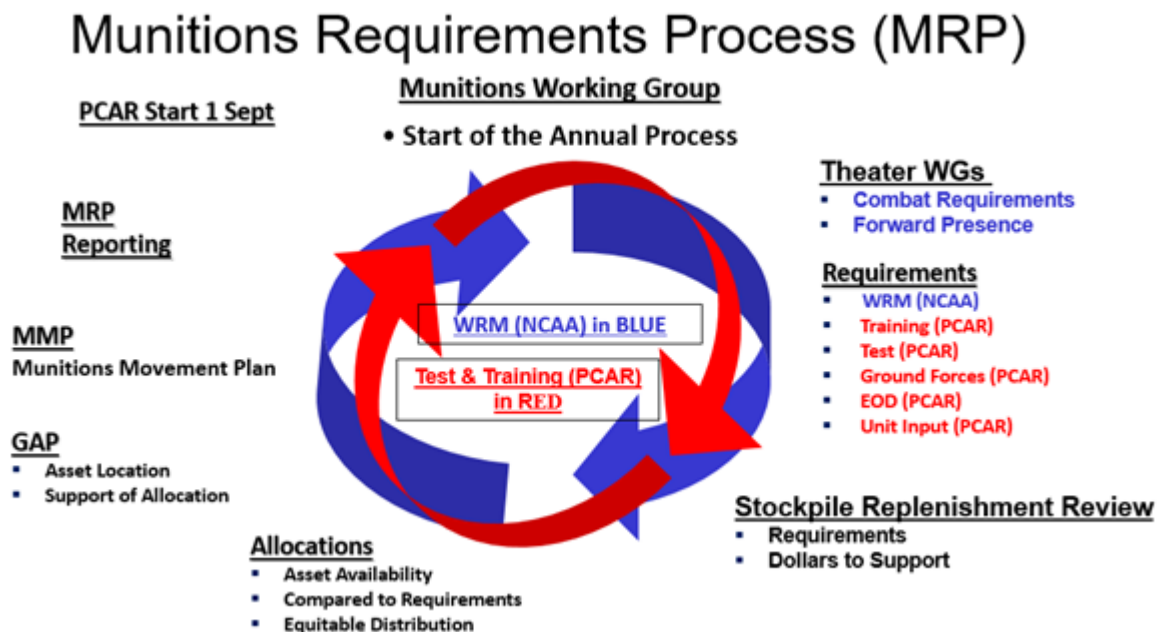 Munitions Requirements Process (MRP)
Munitions Working Group
• Start of the Annual Process
PCAR Start 1 Sept
Theater WGs
▪ Combat Requirements
▪ Forward Presence
Requirements
▪ WRM (NCAA)
▪ Training (PCAR)
▪ Test (PCAR)
▪ Ground Forces (PCAR)
▪ EOD (PCAR)
▪ Unit Input (PCAR)
Stockpile Replenishment Review
▪ Requirements
▪ Dollars to Support
Allocations
▪ Asset Availability
▪ Compared to Requirements
▪ Equitable Distribution
GAP
▪ Asset Location
▪ Support of Allocation
MMP
Munitions Movement Plan
MRP
Reporting
WRM (NCAA) in BLUE
Test & Training (PCAR)
in RED